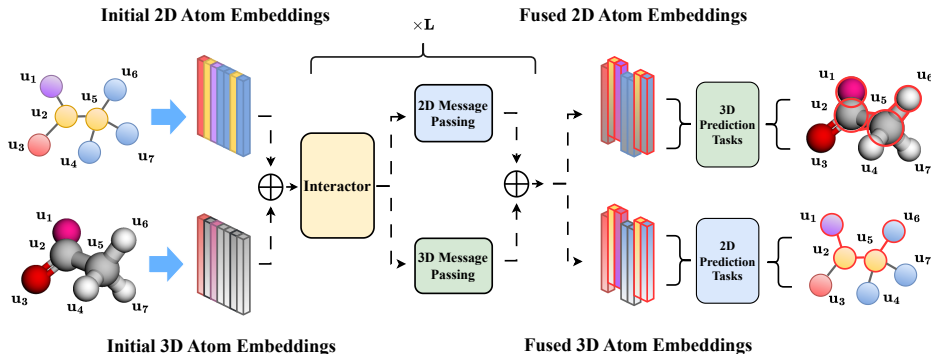 Initial 2D Atom Embeddings
Fused 2D Atom Embeddings
×L
u1
u6
u2
u5
u3
u4
u7
2D Message
Passing
3D
Prediction
Tasks
u1
u6
u2
u5
u3
u4
u7
Interactor
u1
u6
u2
u5
u3
u4
u7
3D Message
Passing
2D
Prediction
Tasks
u1
u6
u2
u5
u3
u4
u7
Initial 3D Atom Embeddings
Fused 3D Atom Embeddings